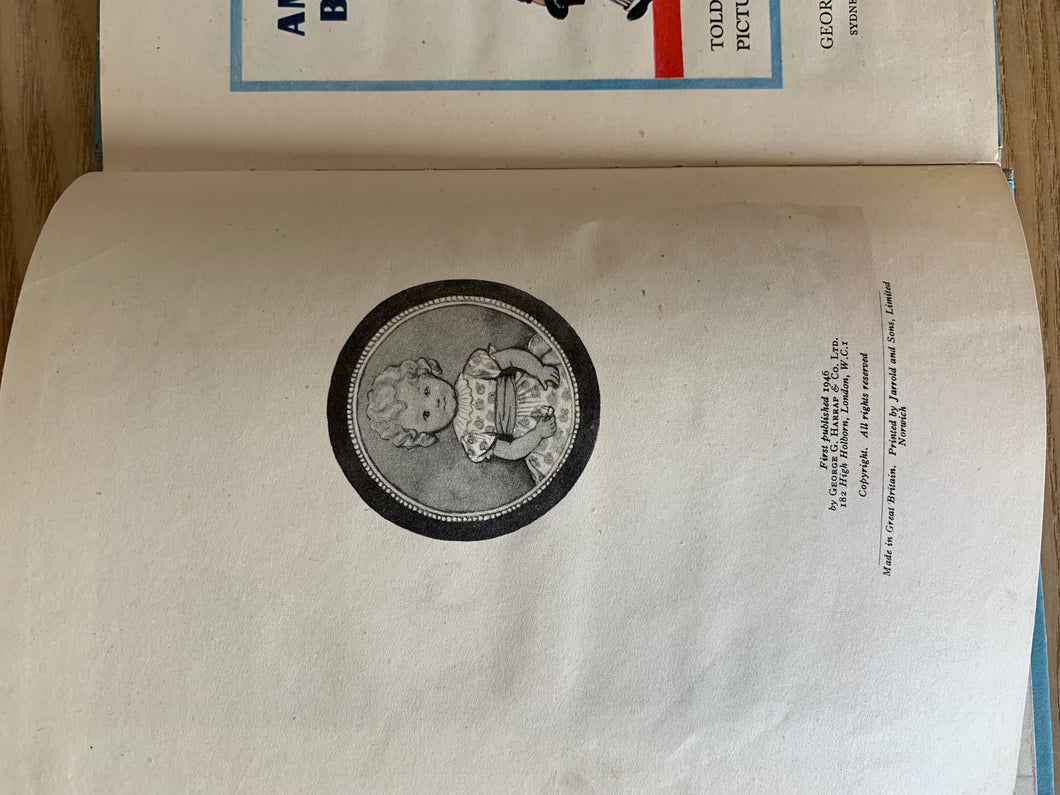 First published 1946
by GEORGE G. HARRAP & CO. LTD.
182 High Holborn, London, W.C.1
Copyright. All rights reserved
Made in Great Britain. Printed by Jarrold and Sons, Limited
Norwich
AN
B
TOLD
PICTU
GEOR
SYDNE